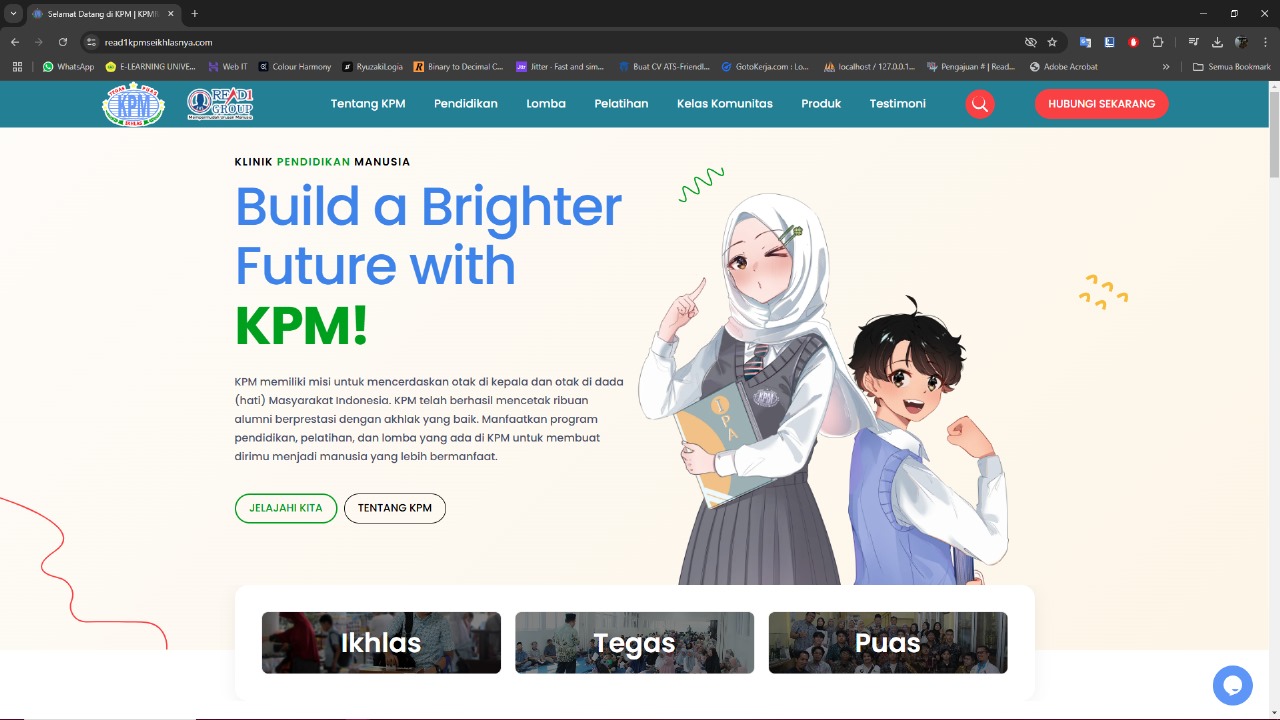 Selamat Datang di KPM | KPM
read1kpmseikhlasnya.com
WhatsApp
E-LEARNING UNIVE...
Web IT
Colour Harmony
RyuzakiLogia
Binary to Decimal C...
Jitter · Fast and sim...
Buat CV ATS-Friendl...
GotoKerja.com : Lo...
localhost / 127.0.0.1...
Pengajuan # | Read...
Adobe Acrobat
Semua Bookmark
KPM
READ1
GROUP
Tentang KPM
Pendidikan
Lomba
Pelatihan
Kelas Komunitas
Produk
Testimoni
HUBUNGI SEKARANG
KLINIK PENDIDIKAN MANUSIA
Build a Brighter
Future with
KPM!
KPM memiliki misi untuk mencerdaskan otak di kepala dan otak di dada
(hati) Masyarakat Indonesia. KPM telah berhasil mencetak ribuan
alumni berprestasi dengan akhlak yang baik. Manfaatkan program
pendidikan, pelatihan, dan lomba yang ada di KPM untuk membuat
dirimu menjadi manusia yang lebih bermanfaat.
JELAJAHI KITA
TENTANG KPM
IPA
KPM
Ikhlas
Tegas
Puas